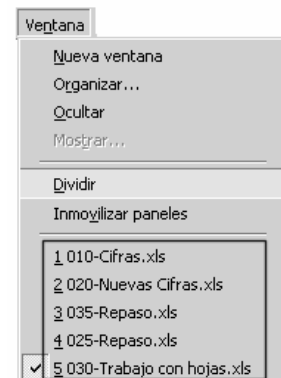 Ventana
Nueva ventana
Organizar...
Ocultar
Mostrar...
Dividir
Inmovilizar paneles
1 010-Cifras.xls
2 020-Nuevas Cifras.xls
3 035-Repaso.xls
4 025-Repaso.xls
✓ 5 030-Trabajo con hojas.xls